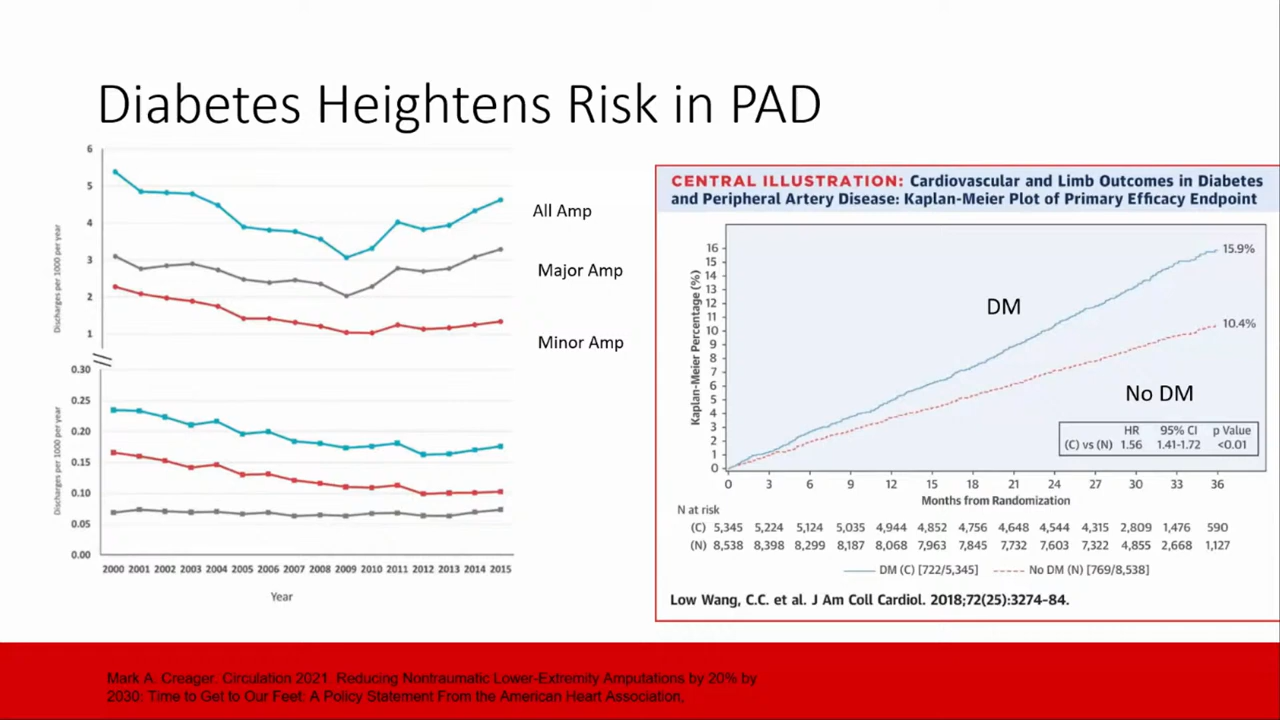 Diabetes Heightens Risk in PAD
6
5
4
3
2
1
Discharges per 1000 per year
All Amp
Major Amp
Minor Amp
0.30
0.25
0.20
0.15
0.10
0.05
0.00
Discharges per 1000 per year
2000 2001 2002 2003 2004 2005 2006 2007 2008 2009 2010 2011 2012 2013 2014 2015
Year
CENTRAL ILLUSTRATION: Cardiovascular and Limb Outcomes in Diabetes
and Peripheral Artery Disease: Kaplan-Meier Plot of Primary Efficacy Endpoint
Kaplan-Meier Percentage (%)
16
15
14
13
12
11
10
9
8
7
6
5
4
3
2
1
0
15.9%
DM
10.4%
No DM
HR 95% CI p Value
(C) vs (N) 1.56 1.41-1.72 <0.01
0 3 6 9 12 15 18 21 24 27 30 33 36
Months from Randomization
N at risk
(C) 5,345 5,224 5,124 5,035 4,944 4,852 4,756 4,648 4,544 4,315 2,809 1,476 590
(N) 8,538 8,398 8,299 8,187 8,068 7,963 7,845 7,732 7,603 7,322 4,855 2,668 1,127
DM (C) [722/5,345] No DM (N) [769/8,538]
Low Wang, C.C. et al. J Am Coll Cardiol. 2018;72(25):3274-84.
Mark A. Creager. Circulation 2021. Reducing Nontraumatic Lower-Extremity Amputations by 20% by
2030: Time to Get to Our Feet: A Policy Statement From the American Heart Association,